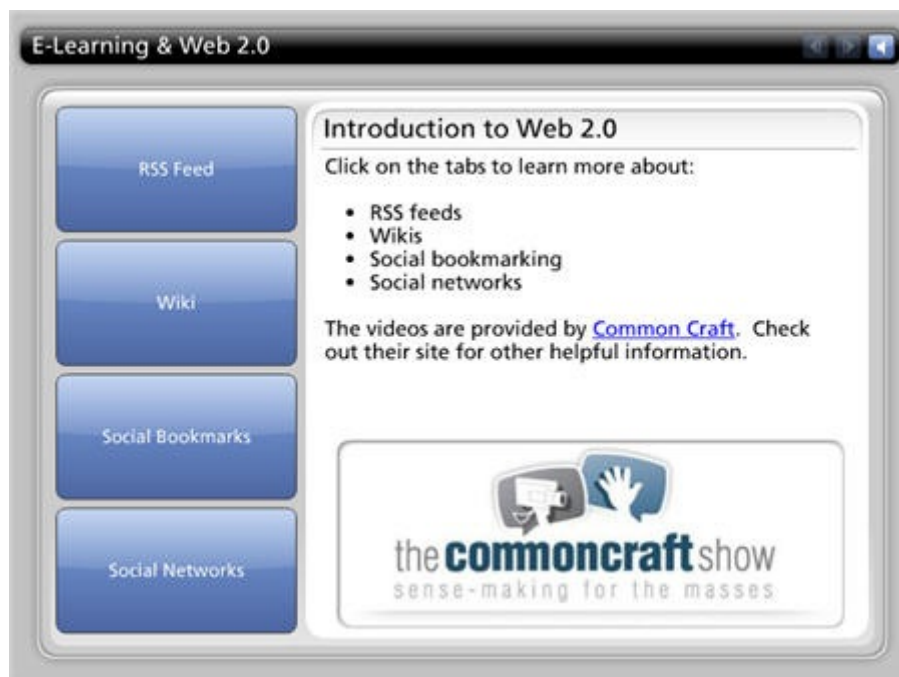 E-Learning & Web 2.0
RSS Feed
Wiki
Social Bookmarks
Social Networks
Introduction to Web 2.0
Click on the tabs to learn more about:
• RSS feeds
• Wikis
• Social bookmarking
• Social networks
The videos are provided by Common Craft. Check
out their site for other helpful information.
the commoncraft show
sense-making for the masses